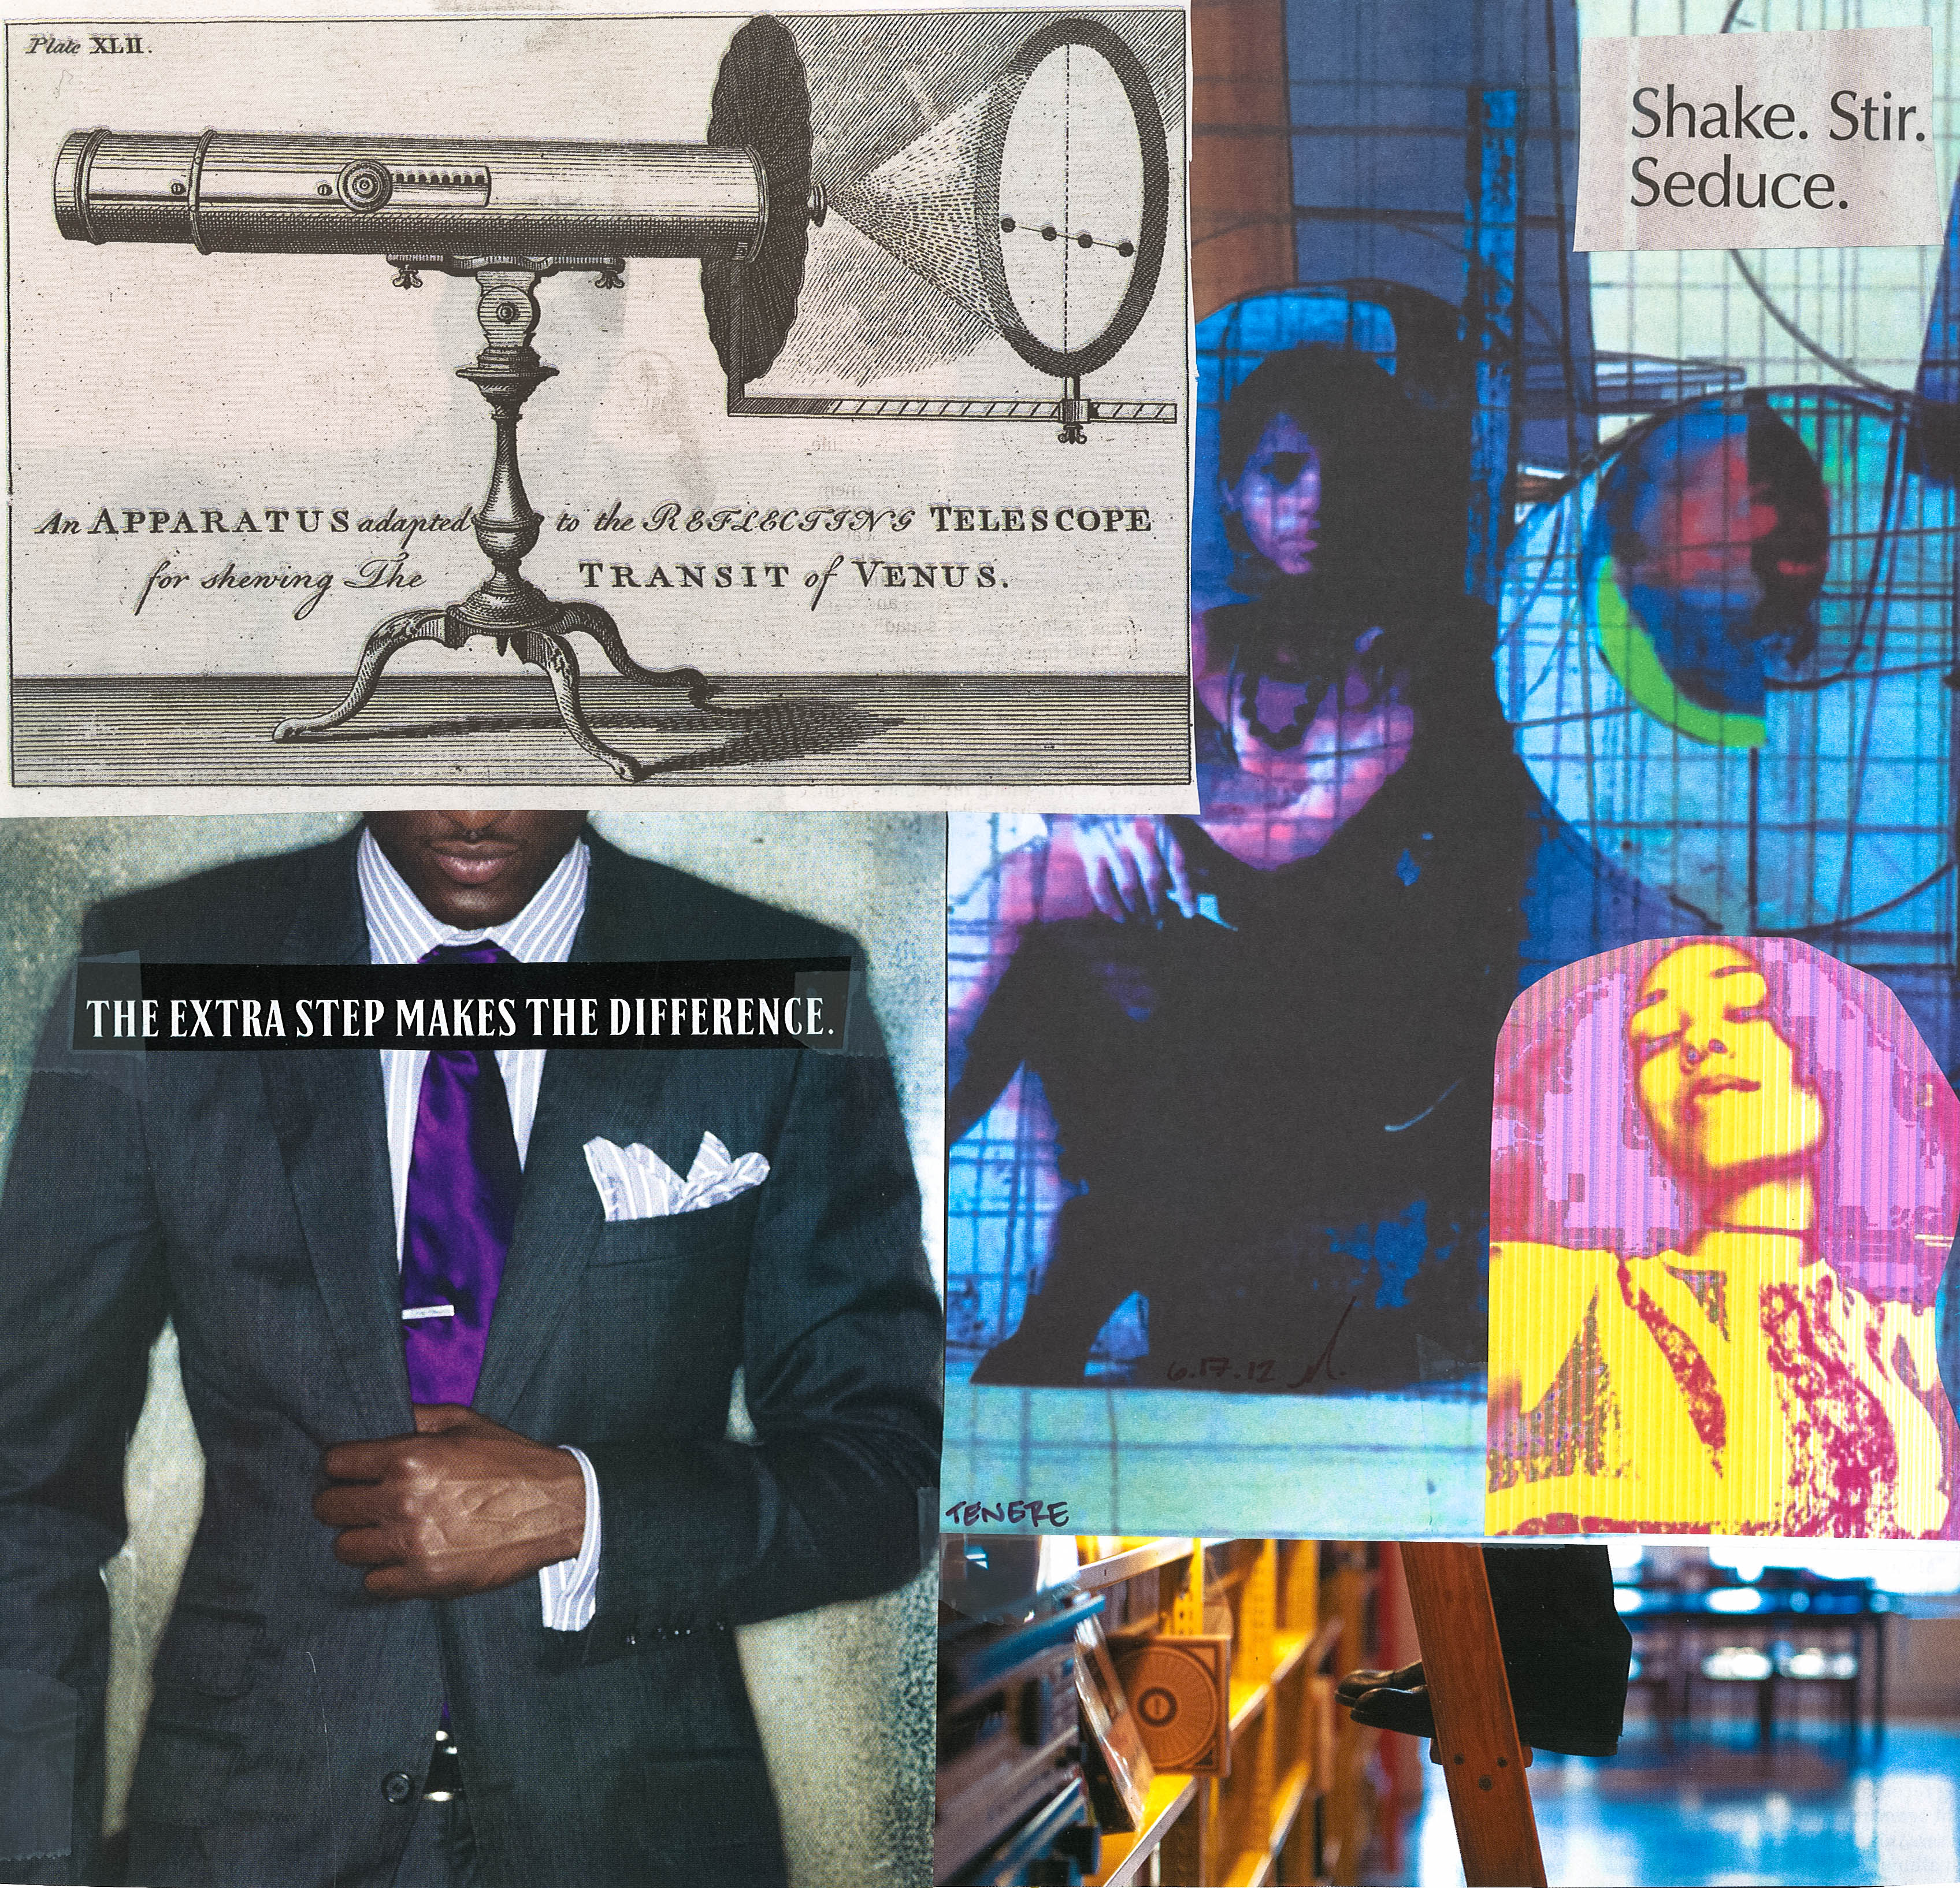 Plate XLII.
An APPARATUS adapted to the REFLECTING TELESCOPE
for shewing The TRANSIT of VENUS.
Shake. Stir.
Seduce.
THE EXTRA STEP MAKES THE DIFFERENCE.
6.17.12
TENERE